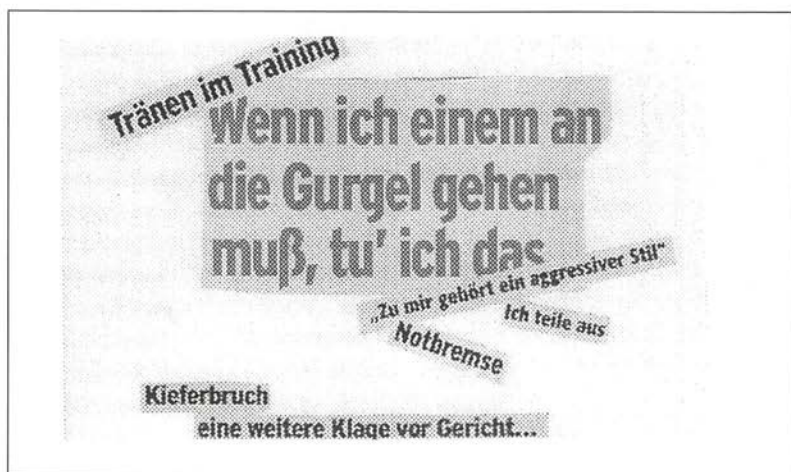 Tränen im Training
Wenn ich einem an
die Gurgel gehen
muß, tu' ich das
„Zu mir gehört ein aggressiver Stil"
Ich teile aus
Notbremse
Kieferbruch
eine weitere Klage vor Gericht...